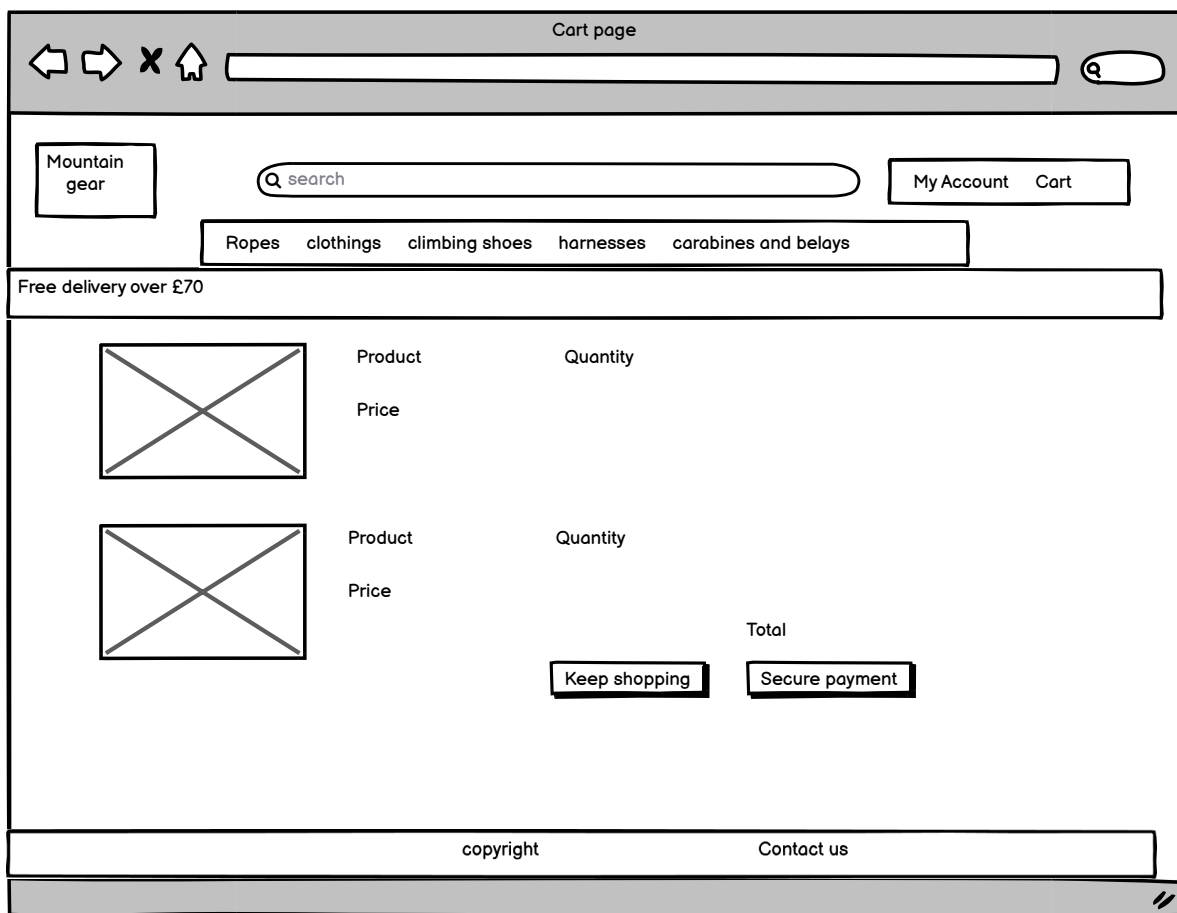 Cart page
Mountain
gear
search
My Account Cart
Ropes clothings climbing shoes harnesses carabines and belays
Free delivery over £70
Product Quantity
Price
Product Quantity
Price
Total
Keep shopping Secure payment
copyright Contact us